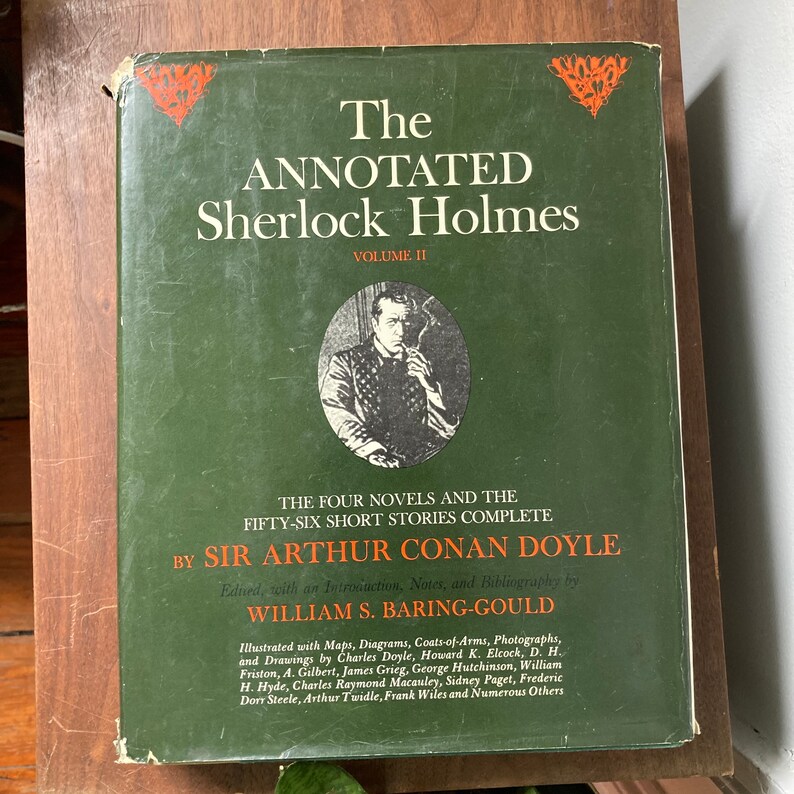 The
ANNOTATED
Sherlock Holmes
VOLUME II
THE FOUR NOVELS AND THE
FIFTY-SIX SHORT STORIES COMPLETE
BY SIR ARTHUR CONAN DOYLE
Edited, with an Introduction, Notes, and Bibliography by
WILLIAM S. BARING-GOULD
Illustrated with Maps, Diagrams, Coats-of-Arms, Photographs,
and Drawings by Charles Doyle, Howard K. Elcock, D. H.
Friston, A. Gilbert, James Grieg, George Hutchinson, William
H. Hyde, Charles Raymond Macauley, Sidney Paget, Frederic
Dorr Steele, Arthur Twidle, Frank Wiles and Numerous Others